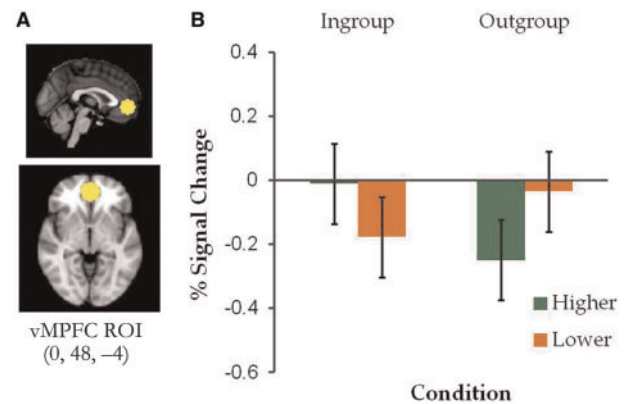 A
vMPFC ROI
(0, 48, –4)
B
Ingroup Outgroup
% Signal Change
0.4
0.2
0
-0.2
-0.4
-0.6
Higher
Lower
Condition